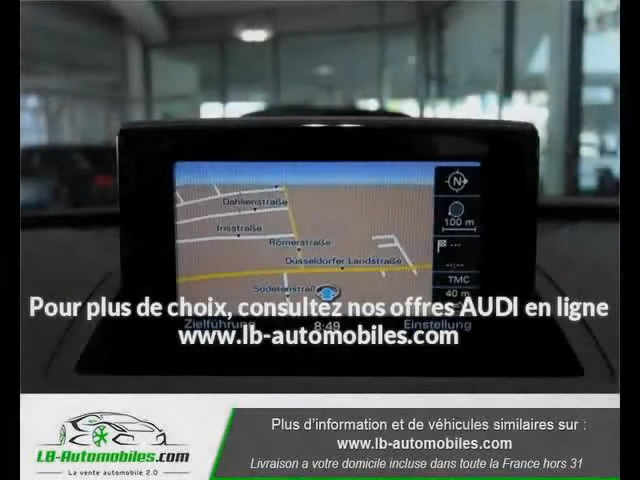 N
Dahlienstraße
100 m
Irisstraße
Römerstraße
---
Düsseldorfer Landstraße
--:--
TMC
Sudetenstraß
40 m
Pour plus de choix, consultez nos offres AUDI en ligne
Zielführung 8:49 Einstellung
www.lb-automobiles.com
Plus d'information et de véhicules similaires sur :
www.lb-automobiles.com
LB-Automobiles.com
La vente automobile 2.0
Livraison a votre domicile incluse dans toute la France hors 31